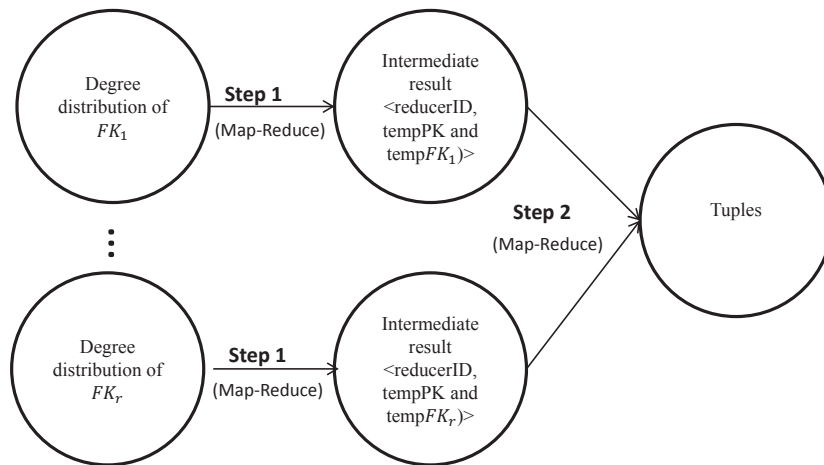 Degree
distribution of
FK₁
Step 1
(Map-Reduce)
Intermediate
result
<reducerID,
tempPK and
tempFK₁)>
Step 2
(Map-Reduce)
Tuples
Degree
distribution of
FKᵣ
Step 1
(Map-Reduce)
Intermediate
result
<reducerID,
tempPK and
tempFKᵣ)>